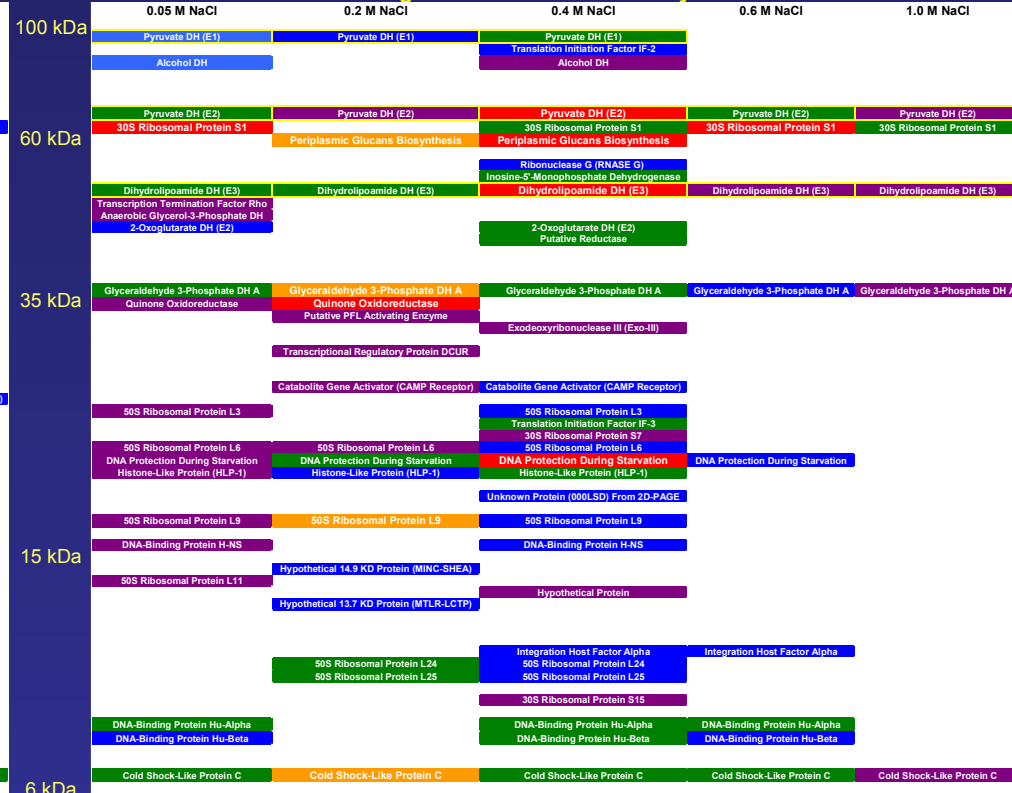 0.05 M NaCl 0.2 M NaCl 0.4 M NaCl 0.6 M NaCl 1.0 M NaCl
100 kDa
Pyruvate DH (E1) Pyruvate DH (E1) Pyruvate DH (E1)
Translation Initiation Factor IF-2
Alcohol DH Alcohol DH
Pyruvate DH (E2) Pyruvate DH (E2) Pyruvate DH (E2) Pyruvate DH (E2) Pyruvate DH (E2)
30S Ribosomal Protein S1 30S Ribosomal Protein S1 30S Ribosomal Protein S1 30S Ribosomal Protein S1
60 kDa
Periplasmic Glucans Biosynthesis Periplasmic Glucans Biosynthesis
Ribonuclease G (RNASE G)
Inosine-5'-Monophosphate Dehydrogenase
Dihydrolipoamide DH (E3) Dihydrolipoamide DH (E3) Dihydrolipoamide DH (E3) Dihydrolipoamide DH (E3) Dihydrolipoamide DH (E3)
Transcription Termination Factor Rho
Anaerobic Glycerol-3-Phosphate DH
2-Oxoglutarate DH (E2) 2-Oxoglutarate DH (E2)
Putative Reductase
Glyceraldehyde 3-Phosphate DH A Glyceraldehyde 3-Phosphate DH A Glyceraldehyde 3-Phosphate DH A Glyceraldehyde 3-Phosphate DH A Glyceraldehyde 3-Phosphate DH A
35 kDa
Quinone Oxidoreductase Quinone Oxidoreductase
Putative PFL Activating Enzyme
Exodeoxyribonuclease III (Exo-III)
Transcriptional Regulatory Protein DCUR
Catabolite Gene Activator (CAMP Receptor) Catabolite Gene Activator (CAMP Receptor)
)
50S Ribosomal Protein L3 50S Ribosomal Protein L3
Translation Initiation Factor IF-3
30S Ribosomal Protein S7
50S Ribosomal Protein L6 50S Ribosomal Protein L6 50S Ribosomal Protein L6
DNA Protection During Starvation DNA Protection During Starvation DNA Protection During Starvation DNA Protection During Starvation
Histone-Like Protein (HLP-1) Histone-Like Protein (HLP-1) Histone-Like Protein (HLP-1)
Unknown Protein (000LSD) From 2D-PAGE
50S Ribosomal Protein L9 50S Ribosomal Protein L9 50S Ribosomal Protein L9
DNA-Binding Protein H-NS DNA-Binding Protein H-NS
15 kDa
Hypothetical 14.9 KD Protein (MINC-SHEA)
50S Ribosomal Protein L11
Hypothetical Protein
Hypothetical 13.7 KD Protein (MTLR-LCTP)
Integration Host Factor Alpha Integration Host Factor Alpha
50S Ribosomal Protein L24 50S Ribosomal Protein L24
50S Ribosomal Protein L25 50S Ribosomal Protein L25
30S Ribosomal Protein S15
DNA-Binding Protein Hu-Alpha DNA-Binding Protein Hu-Alpha DNA-Binding Protein Hu-Alpha
DNA-Binding Protein Hu-Beta DNA-Binding Protein Hu-Beta DNA-Binding Protein Hu-Beta
Cold Shock-Like Protein C Cold Shock-Like Protein C Cold Shock-Like Protein C Cold Shock-Like Protein C Cold Shock-Like Protein C
6 kDa